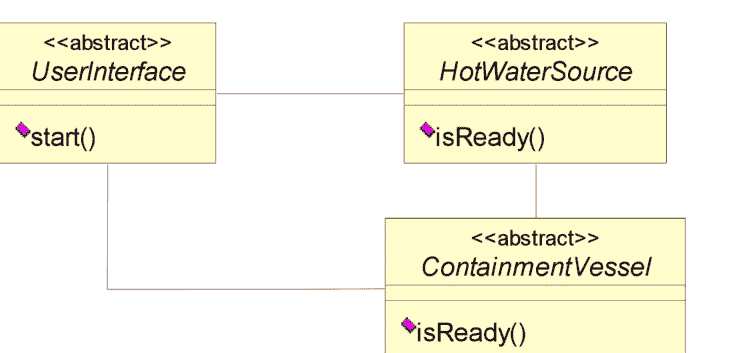 <<abstract>>
UserInterface
start()
<<abstract>>
HotWaterSource
isReady()
<<abstract>>
ContainmentVessel
isReady()